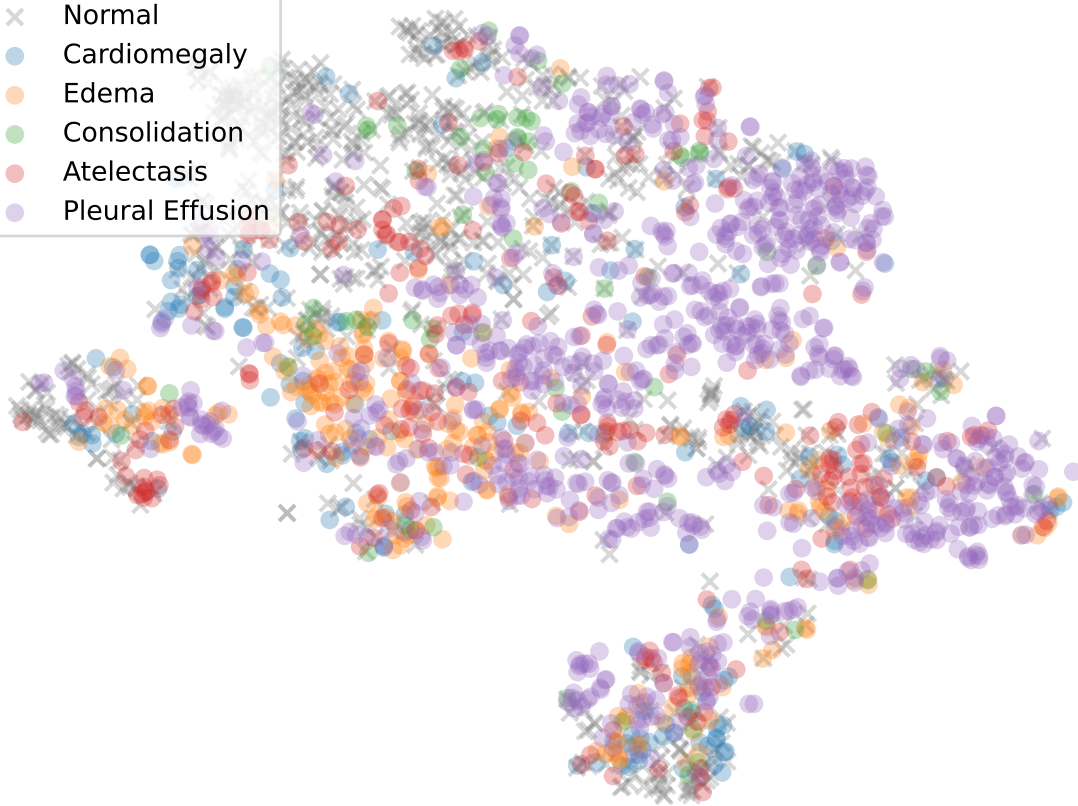 Normal
Cardiomegaly
Edema
Consolidation
Atelectasis
Pleural Effusion